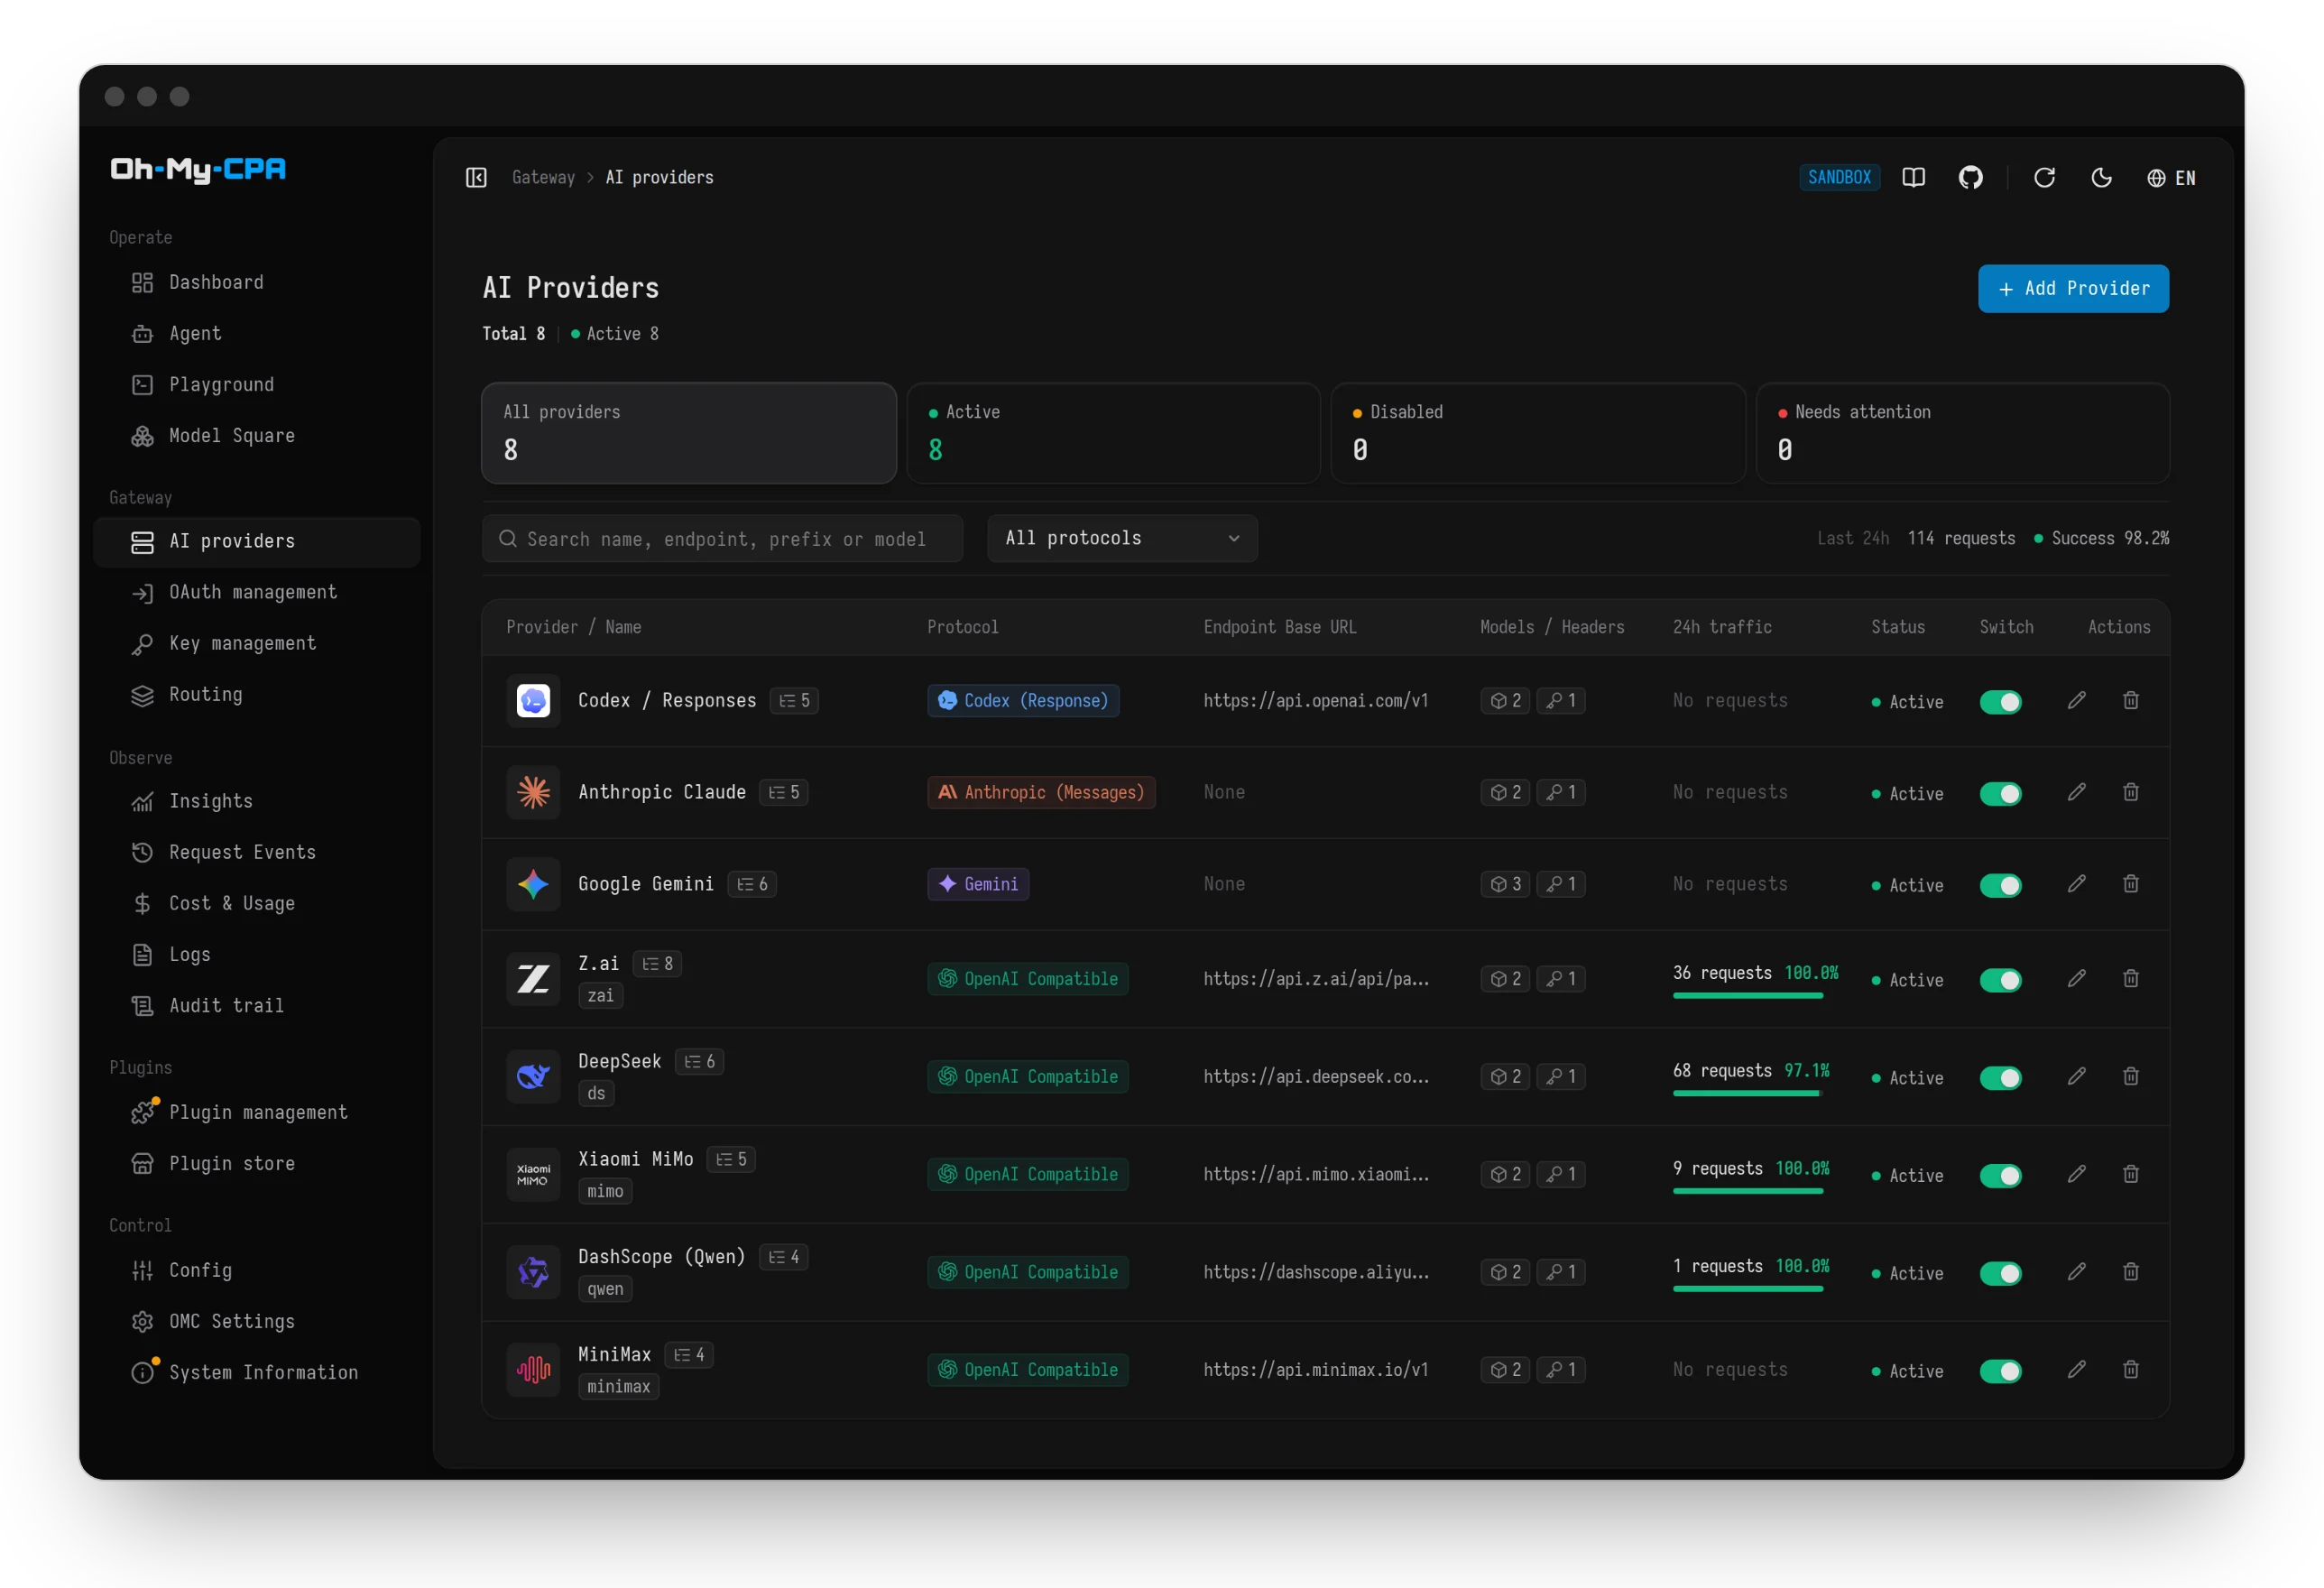 Oh-My-CPA
Operate
Dashboard
Agent
Playground
Model Square
Gateway
AI providers
OAuth management
Key management
Routing
Observe
Insights
Request Events
Cost & Usage
Logs
Audit trail
Plugins
Plugin management
Plugin store
Control
Config
OMC Settings
System Information
Gateway > AI providers
SANDBOX
EN
AI Providers
+ Add Provider
Total 8 Active 8
All providers
8
Active
8
Disabled
0
Needs attention
0
Search name, endpoint, prefix or model
All protocols
Last 24h 114 requests Success 98.2%
Provider / Name Protocol Endpoint Base URL Models / Headers 24h traffic Status Switch Actions
Codex / Responses 5 Codex (Response) https://api.openai.com/v1 2 1 No requests Active
Anthropic Claude 5 Anthropic (Messages) None 2 1 No requests Active
Google Gemini 6 Gemini None 3 1 No requests Active
Z.ai 8
zai
OpenAI Compatible https://api.z.ai/api/pa... 2 1 36 requests 100.0% Active
DeepSeek 6
ds
OpenAI Compatible https://api.deepseek.co... 2 1 68 requests 97.1% Active
Xiaomi MIMO
Xiaomi MiMo 5
mimo
OpenAI Compatible https://api.mimo.xiaomi... 2 1 9 requests 100.0% Active
DashScope (Qwen) 4
qwen
OpenAI Compatible https://dashscope.aliyu... 2 1 1 requests 100.0% Active
MiniMax 4
minimax
OpenAI Compatible https://api.minimax.io/v1 2 1 No requests Active